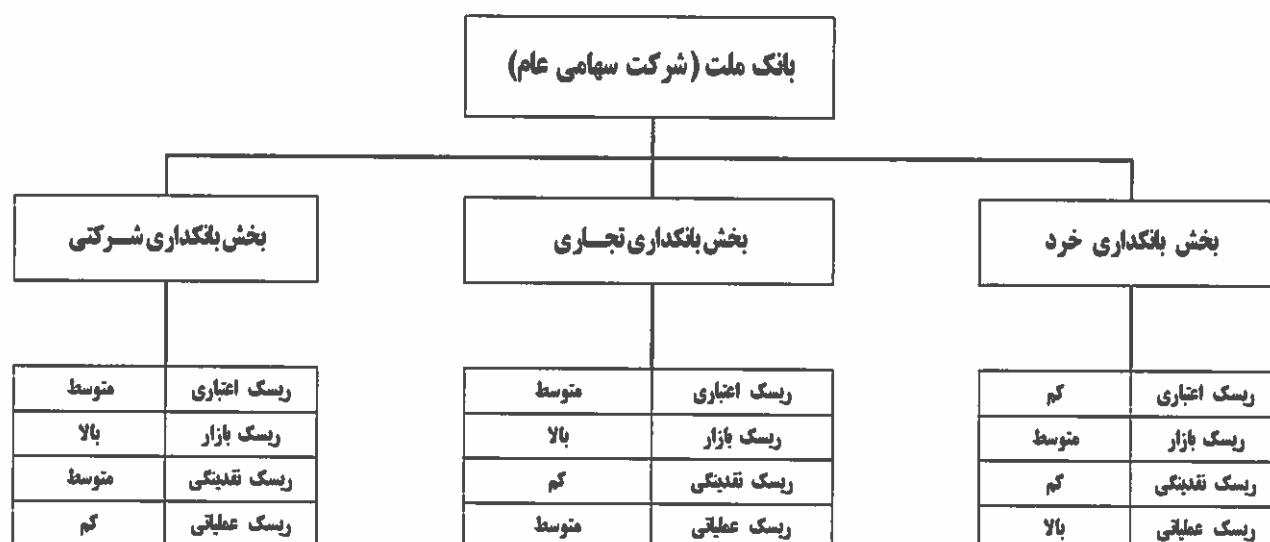 بانک ملت (شرکت سهامی عام)
بخش بانکداری خرد
بخش بانکداری تجـاری
بخش بانکداری شـرکتی
ریسک اعتباری کم
ریسک بازار متوسط
ریسک نقدینگی کم
ریسک عملیاتی بالا
ریسک اعتباری متوسط
ریسک بازار بالا
ریسک نقدینگی کم
ریسک عملیاتی متوسط
ریسک اعتباری متوسط
ریسک بازار بالا
ریسک نقدینگی متوسط
ریسک عملیاتی کم